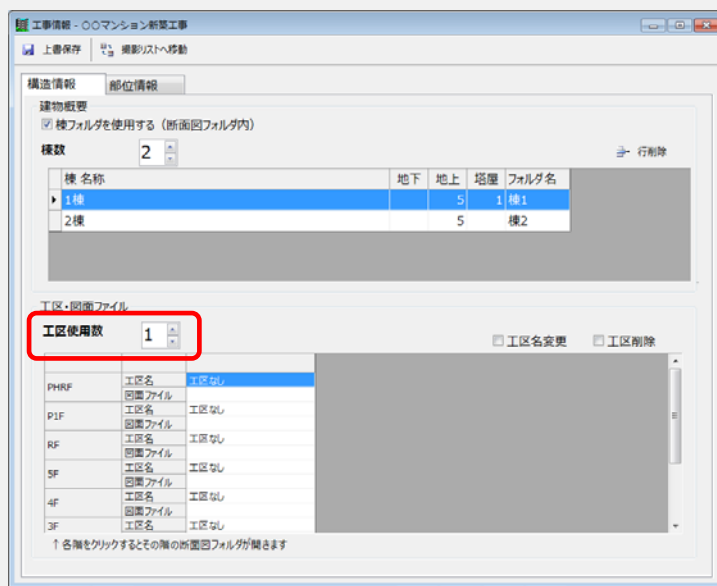 工事情報 - 〇〇マンション新築工事
上書保存 撮影リストへ移動
構造情報 部位情報
建物概要
棟フォルダを使用する（断面図フォルダ内）
棟数 2 行削除
棟 名称 地下 地上 塔屋 フォルダ名
1棟 5 1 棟1
2棟 5 棟2
工区・図面ファイル
工区使用数 1 工区名変更 工区削除
PHRF 工区名 工区なし
図面ファイル
P1F 工区名 工区なし
図面ファイル
RF 工区名 工区なし
図面ファイル
5F 工区名 工区なし
図面ファイル
4F 工区名 工区なし
図面ファイル
3F 工区名 工区なし
↑ 各階をクリックするとその階の断面図フォルダが開きます